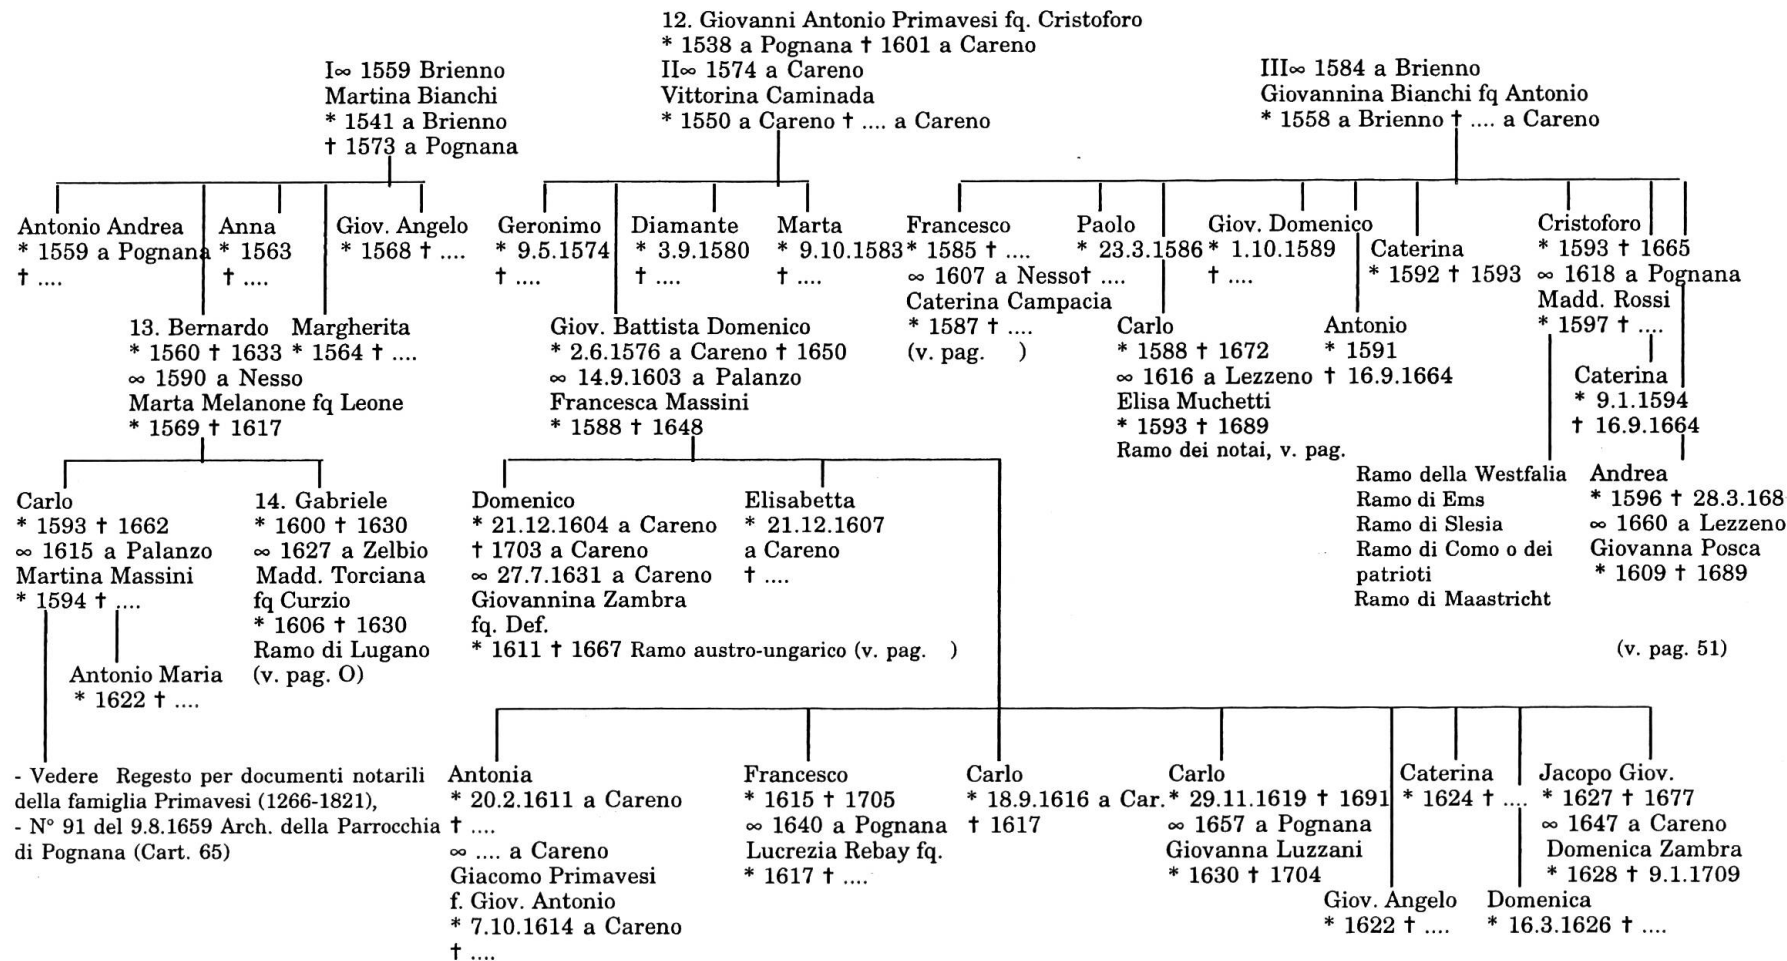 12. Giovanni Antonio Primavesi fq. Cristoforo
* 1538 a Pognana † 1601 a Careno
I∞ 1559 Brienno
Martina Bianchi
* 1541 a Brienno
† 1573 a Pognana
II∞ 1574 a Careno
Vittorina Caminada
* 1550 a Careno † .... a Careno
III∞ 1584 a Brienno
Giovannina Bianchi fq Antonio
* 1558 a Brienno † .... a Careno
Antonio Andrea
* 1559 a Pognana
† ....
Anna
* 1563
† ....
Giov. Angelo
* 1568 † ....
Geronimo
* 9.5.1574
† ....
Diamante
* 3.9.1580
† ....
Marta
* 9.10.1583
† ....
Francesco
* 1585 † ....
∞ 1607 a Nesso
Caterina Campacia
* 1587 † ....
(v. pag. )
Paolo
* 23.3.1586
† ....
Giov. Domenico
* 1.10.1589
† ....
Caterina
* 1592 † 1593
Cristoforo
* 1593 † 1665
∞ 1618 a Pognana
Madd. Rossi
* 1597 † ....
13. Bernardo
* 1560 † 1633
∞ 1590 a Nesso
Marta Melanone fq Leone
* 1569 † 1617
Margherita
* 1564 † ....
Giov. Battista Domenico
* 2.6.1576 a Careno † 1650
∞ 14.9.1603 a Palanzo
Francesca Massini
* 1588 † 1648
Carlo
* 1588 † 1672
∞ 1616 a Lezzeno
Elisa Muchetti
* 1593 † 1689
Ramo dei notai, v. pag.
Antonio
* 1591
† 16.9.1664
Caterina
* 9.1.1594
† 16.9.1664
Carlo
* 1593 † 1662
∞ 1615 a Palanzo
Martina Massini
* 1594 † ....
14. Gabriele
* 1600 † 1630
∞ 1627 a Zelbio
Madd. Torciana
fq Curzio
* 1606 † 1630
Ramo di Lugano
(v. pag. O)
Domenico
* 21.12.1604 a Careno
† 1703 a Careno
∞ 27.7.1631 a Careno
Giovannina Zambra
fq. Def.
* 1611 † 1667 Ramo austro-ungarico (v. pag. )
Elisabetta
* 21.12.1607
a Careno
† ....
Ramo della Westfalia
Ramo di Ems
Ramo di Slesia
Ramo di Como o dei
patrioti
Ramo di Maastricht
Andrea
* 1596 † 28.3.168
∞ 1660 a Lezzeno
Giovanna Posca
* 1609 † 1689
(v. pag. 51)
Antonio Maria
* 1622 † ....
- Vedere Regesto per documenti notarili
della famiglia Primavesi (1266-1821),
- N° 91 del 9.8.1659 Arch. della Parrocchia
di Pognana (Cart. 65)
Antonia
* 20.2.1611 a Careno
† ....
∞ .... a Careno
Giacomo Primavesi
f. Giov. Antonio
* 7.10.1614 a Careno
† ....
Francesco
* 1615 † 1705
∞ 1640 a Pognana
Lucrezia Rebay fq.
* 1617 † ....
Carlo
* 18.9.1616 a Car.
† 1617
Carlo
* 29.11.1619 † 1691
∞ 1657 a Pognana
Giovanna Luzzani
* 1630 † 1704
Caterina
* 1624 † ....
Jacopo Giov.
* 1627 † 1677
∞ 1647 a Careno
Domenica Zambra
* 1628 † 9.1.1709
Giov. Angelo
* 1622 † ....
Domenica
* 16.3.1626 † ....